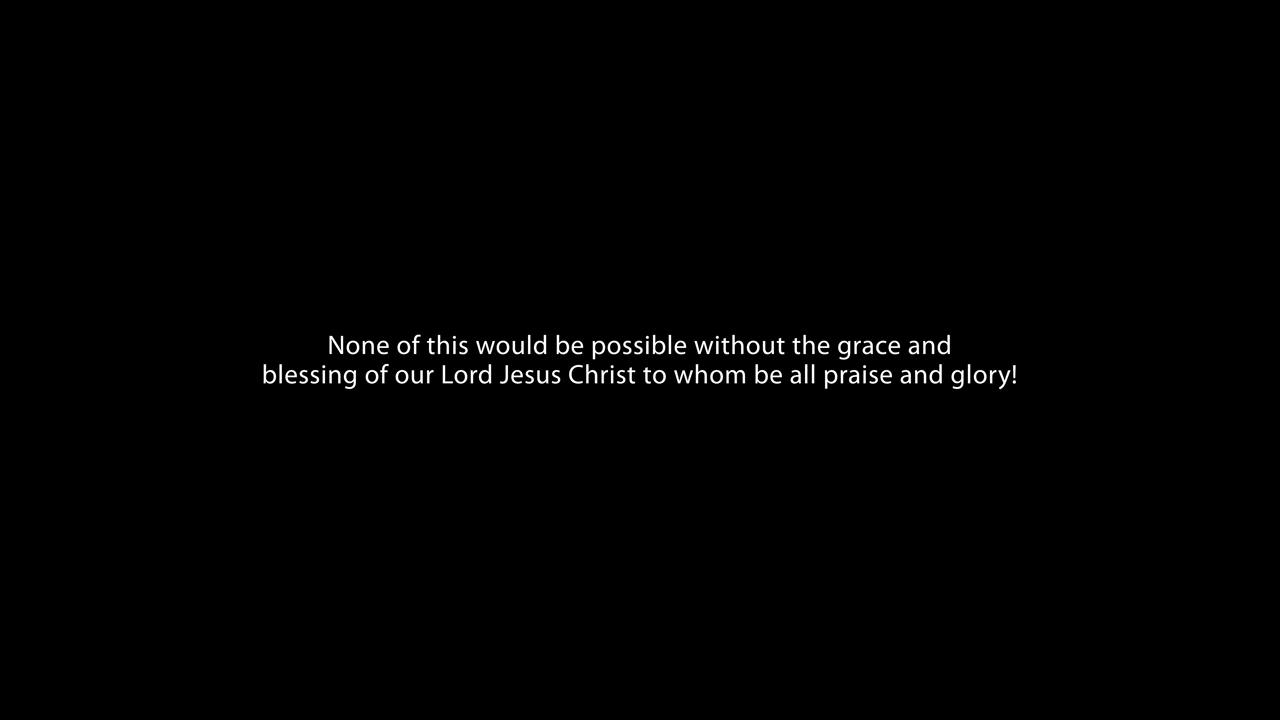 None of this would be possible without the grace and
blessing of our Lord Jesus Christ to whom be all praise and glory!